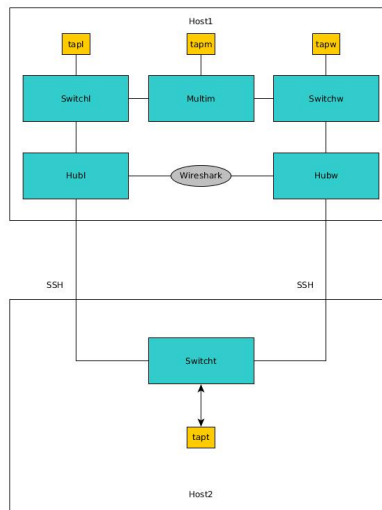 Host1
tapl
tapm
tapw
Switchl
Multim
Switchw
Hubl
Wireshark
Hubw
SSH
SSH
Switcht
tapt
Host2